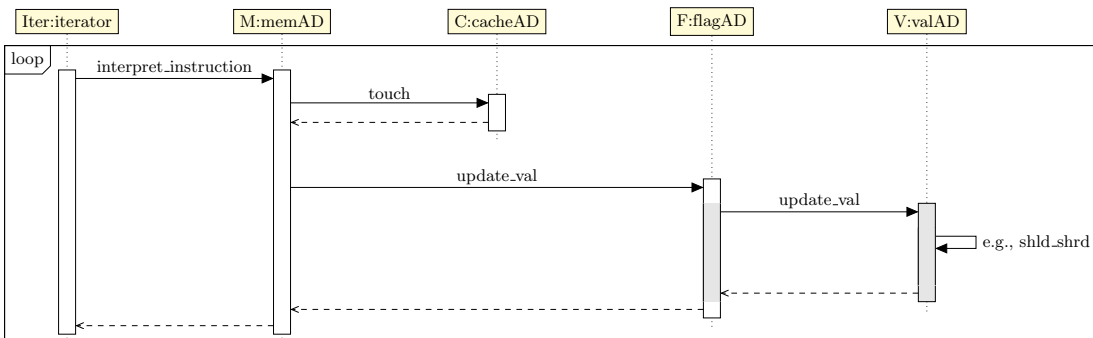 Iter:iterator
M:memAD
C:cacheAD
F:flagAD
V:valAD
loop
interpret_instruction
touch
update_val
update_val
e.g., shld_shrd